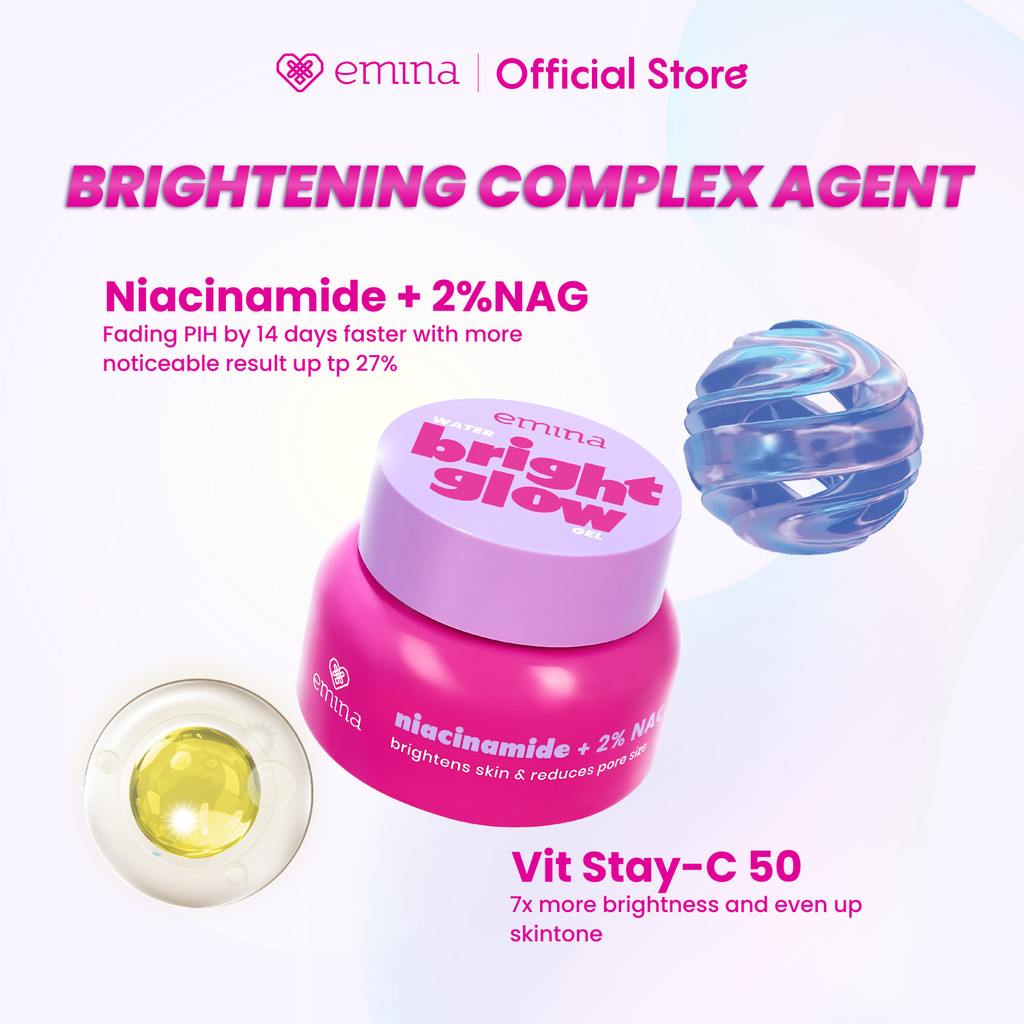 emina | Official Store
BRIGHTENING COMPLEX AGENT
Niacinamide + 2%NAG
Fading PIH by 14 days faster with more
noticeable result up tp 27%
emina
WATER
bright
glow
GEL
emina
niacinamide + 2% NAG
brightens skin & reduces pore size
Vit Stay-C 50
7x more brightness and even up
skintone